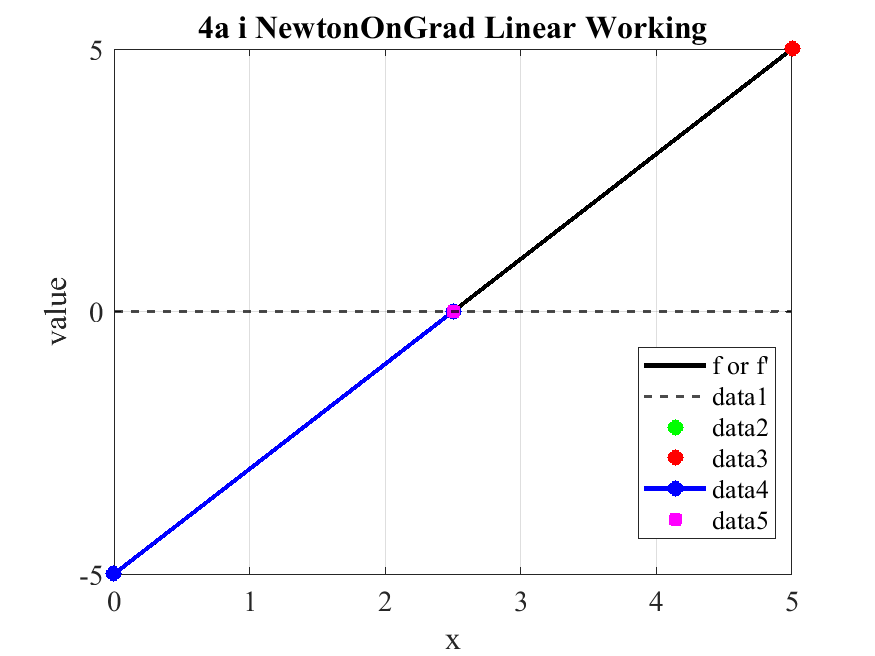 4a i NewtonOnGrad Linear Working
5
0
-5
value
0 1 2 3 4 5
x
f or f'
data1
data2
data3
data4
data5